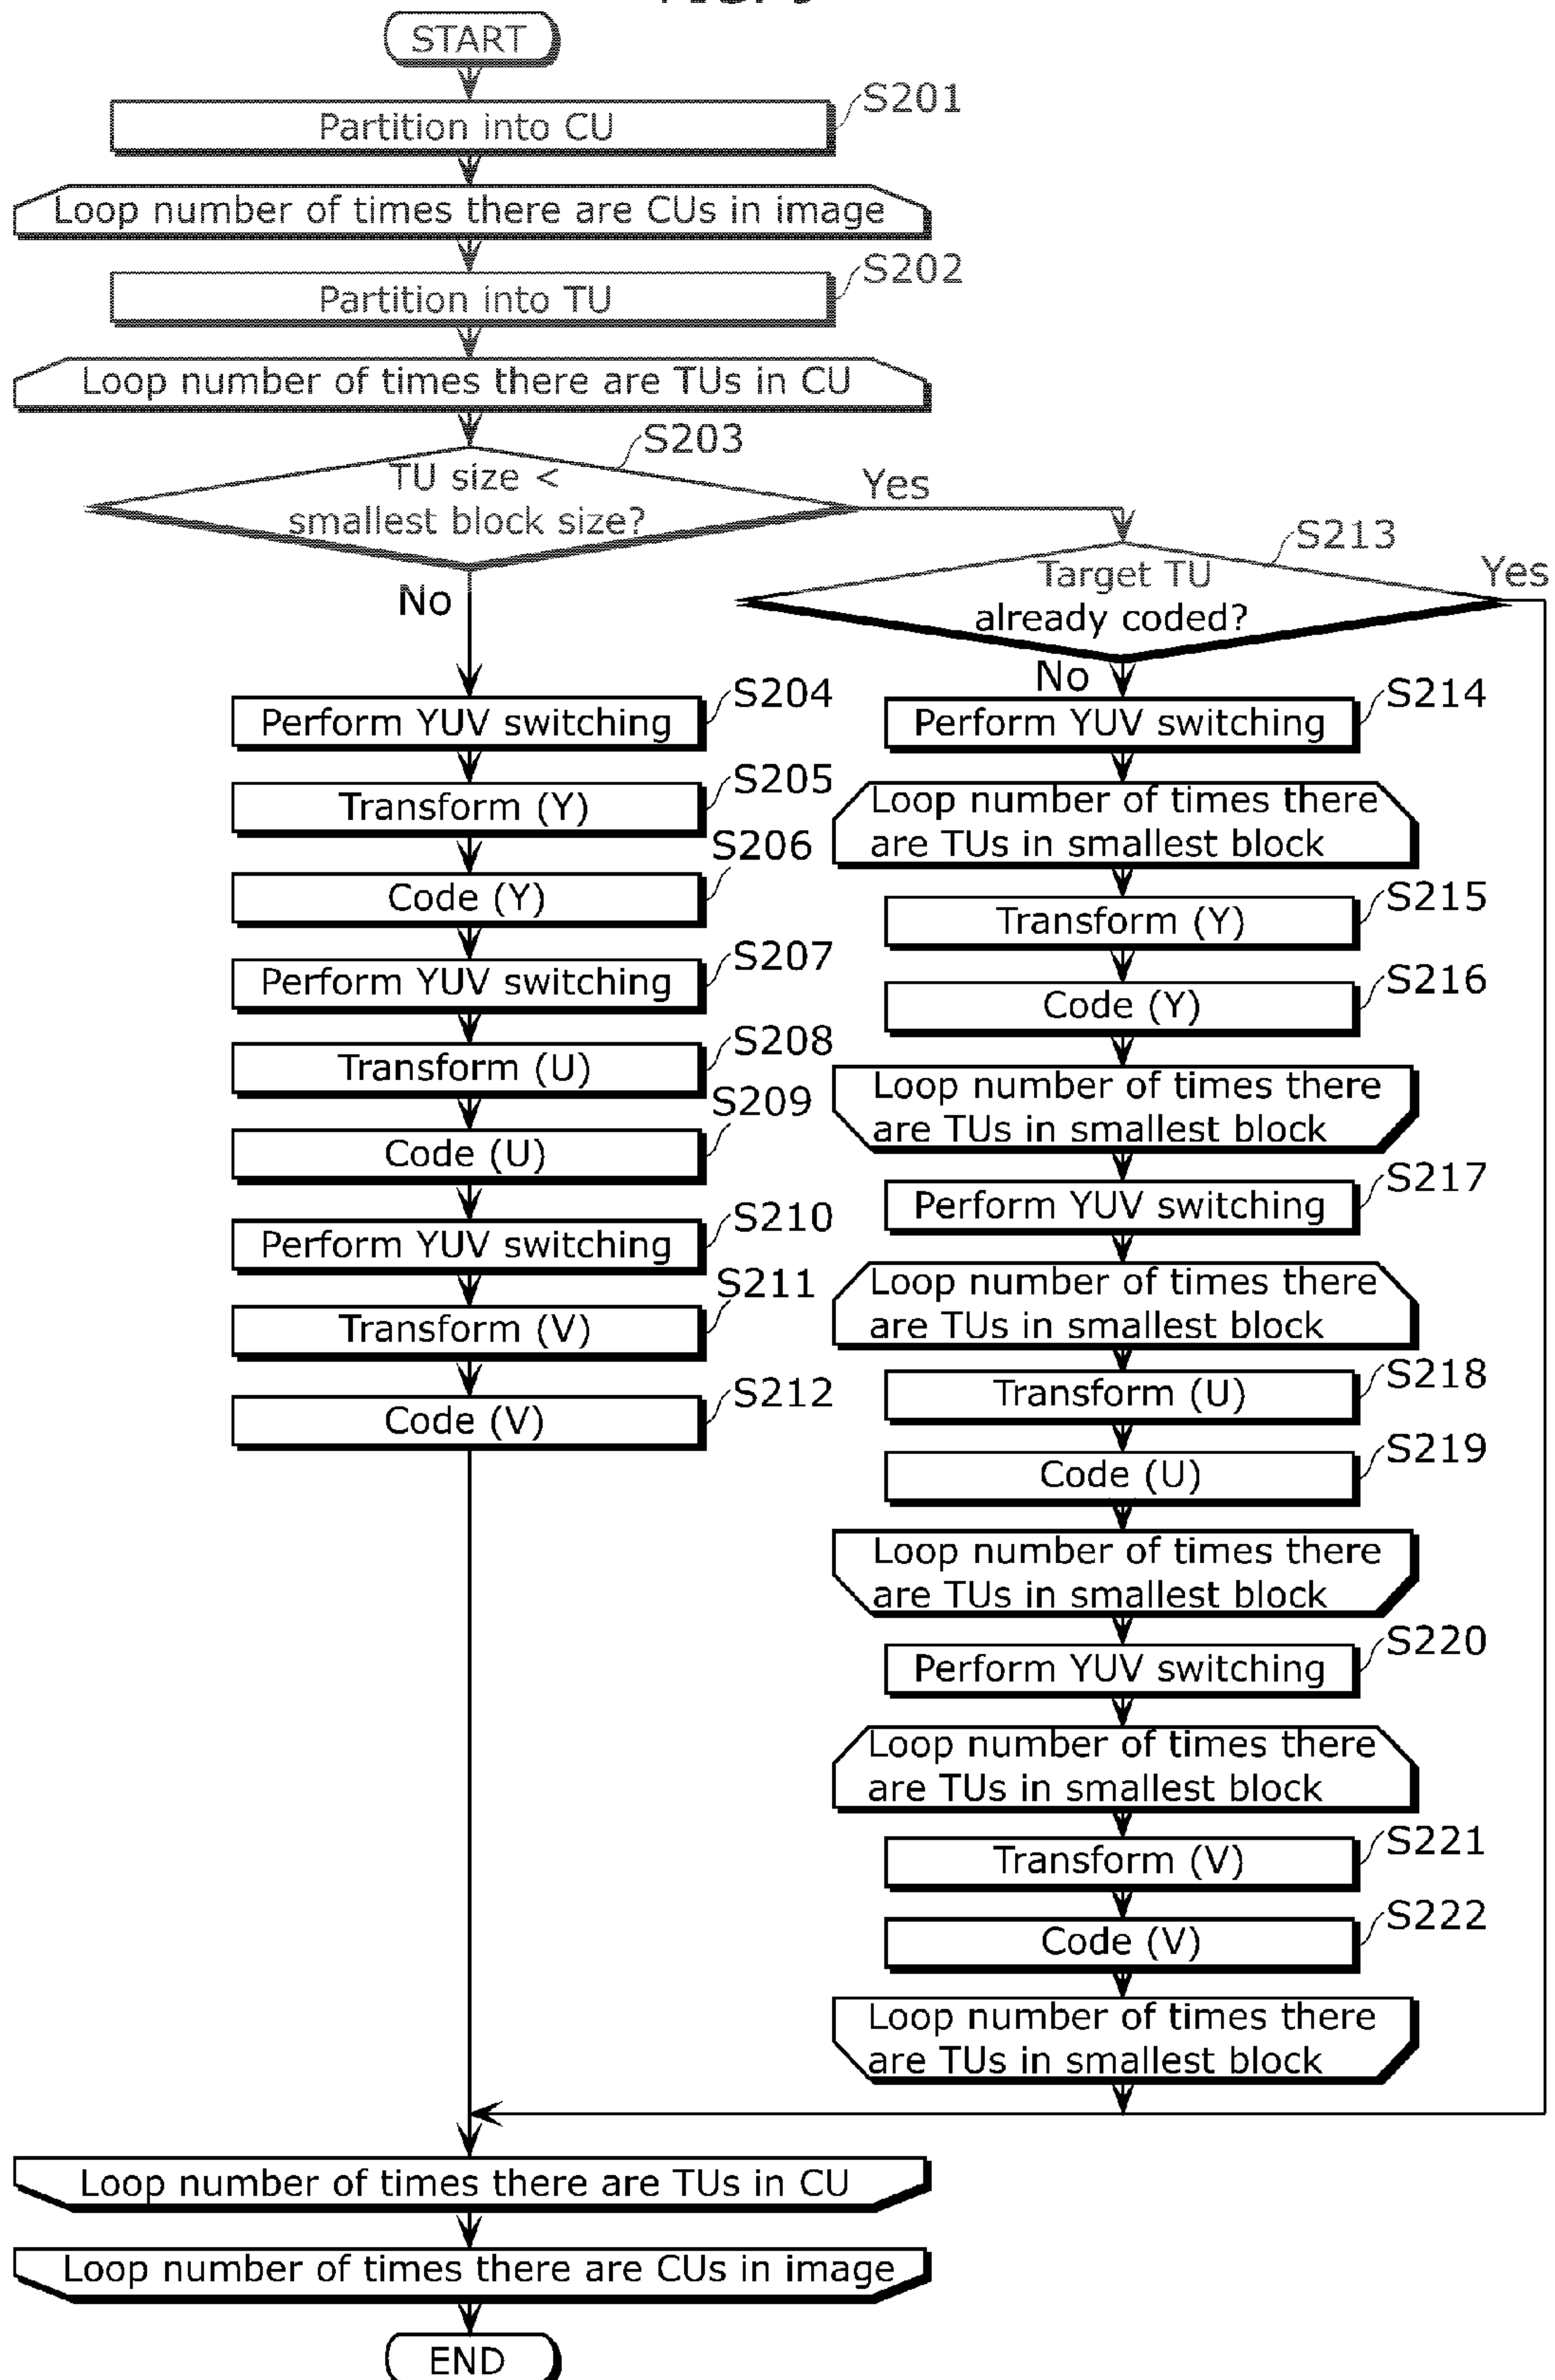 START
S201
Partition into CU
Loop number of times there are CUs in image
S202
Partition into TU
Loop number of times there are TUs in CU
S203
TU size <
smallest block size?
Yes
No
S204
Perform YUV switching
S205
Transform (Y)
S206
Code (Y)
S207
Perform YUV switching
S208
Transform (U)
S209
Code (U)
S210
Perform YUV switching
S211
Transform (V)
S212
Code (V)
S213
Target TU
already coded?
Yes
No
S214
Perform YUV switching
Loop number of times there
are TUs in smallest block
S215
Transform (Y)
S216
Code (Y)
Loop number of times there
are TUs in smallest block
S217
Perform YUV switching
Loop number of times there
are TUs in smallest block
S218
Transform (U)
S219
Code (U)
Loop number of times there
are TUs in smallest block
S220
Perform YUV switching
Loop number of times there
are TUs in smallest block
S221
Transform (V)
S222
Code (V)
Loop number of times there
are TUs in smallest block
Loop number of times there are TUs in CU
Loop number of times there are CUs in image
END